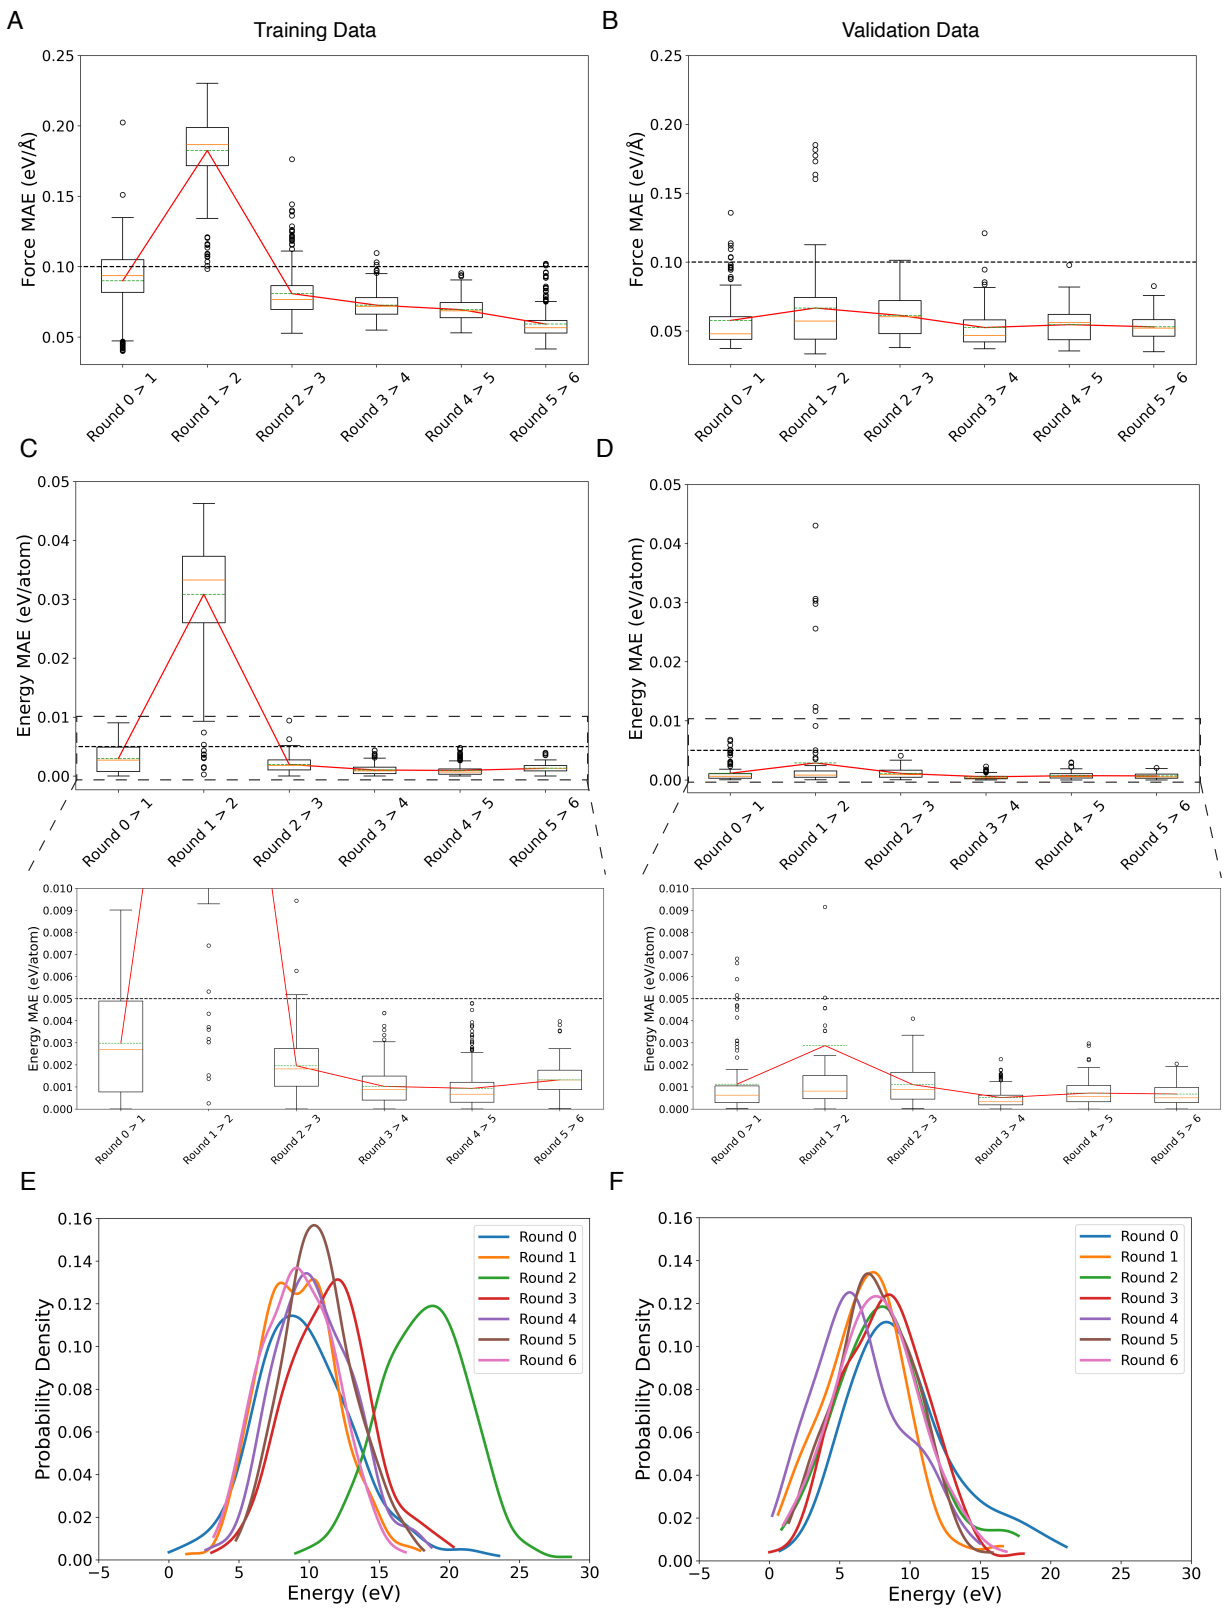 A
Training Data
B
Validation Data
Force MAE (eV/Å)
0.25
0.20
0.15
0.10
0.05
Round 0 > 1
Round 1 > 2
Round 2 > 3
Round 3 > 4
Round 4 > 5
Round 5 > 6
Force MAE (eV/Å)
0.25
0.20
0.15
0.10
0.05
Round 0 > 1
Round 1 > 2
Round 2 > 3
Round 3 > 4
Round 4 > 5
Round 5 > 6
C
Energy MAE (eV/atom)
0.05
0.04
0.03
0.02
0.01
0.00
Round 0 > 1
Round 1 > 2
Round 2 > 3
Round 3 > 4
Round 4 > 5
Round 5 > 6
D
Energy MAE (eV/atom)
0.05
0.04
0.03
0.02
0.01
0.00
Round 0 > 1
Round 1 > 2
Round 2 > 3
Round 3 > 4
Round 4 > 5
Round 5 > 6
Energy MAE (eV/atom)
0.010
0.009
0.008
0.007
0.006
0.005
0.004
0.003
0.002
0.001
0.000
Round 0 > 1
Round 1 > 2
Round 2 > 3
Round 3 > 4
Round 4 > 5
Round 5 > 6
Energy MAE (eV/atom)
0.010
0.009
0.008
0.007
0.006
0.005
0.004
0.003
0.002
0.001
0.000
Round 0 > 1
Round 1 > 2
Round 2 > 3
Round 3 > 4
Round 4 > 5
Round 5 > 6
E
Probability Density
0.16
0.14
0.12
0.10
0.08
0.06
0.04
0.02
0.00
−5 0 5 10 15 20 25 30
Energy (eV)
Round 0
Round 1
Round 2
Round 3
Round 4
Round 5
Round 6
F
Probability Density
0.16
0.14
0.12
0.10
0.08
0.06
0.04
0.02
0.00
−5 0 5 10 15 20 25 30
Energy (eV)
Round 0
Round 1
Round 2
Round 3
Round 4
Round 5
Round 6